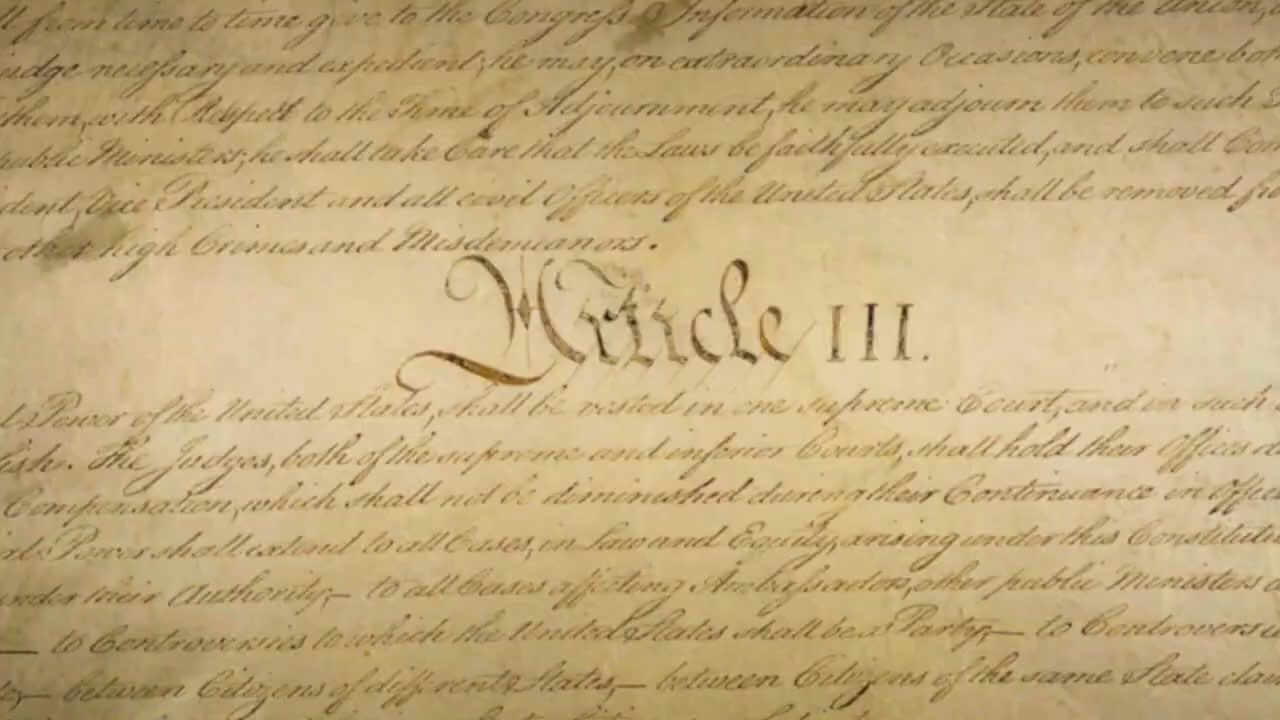 from time to time give to the Congress Information of the State of the Union,
necessary and expedient; he may, on extraordinary Occasions, convene
them, with Respect to the Time of Adjournment, he may adjourn them to such
public Ministers; he shall take Care that the Laws be faithfully executed, and shall Com
dent, Vice President and all civil Officers of the United States, shall be removed
other high Crimes and Misdemeanors.
Article III.
l Power of the United States, shall be vested in one supreme Court, and in such
ish. The Judges, both of the supreme and inferior Courts, shall hold their Offices
Compensation, which shall not be diminished during their Continuance in Office
al Power shall extend to all Cases, in Law and Equity, arising under this Constituti
under their Authority;— to all Cases affecting Ambassadors, other public Ministers
— to Controversies to which the United States shall be a Party;— to Controversi
— between Citizens of different States,— between Citizens of the same State